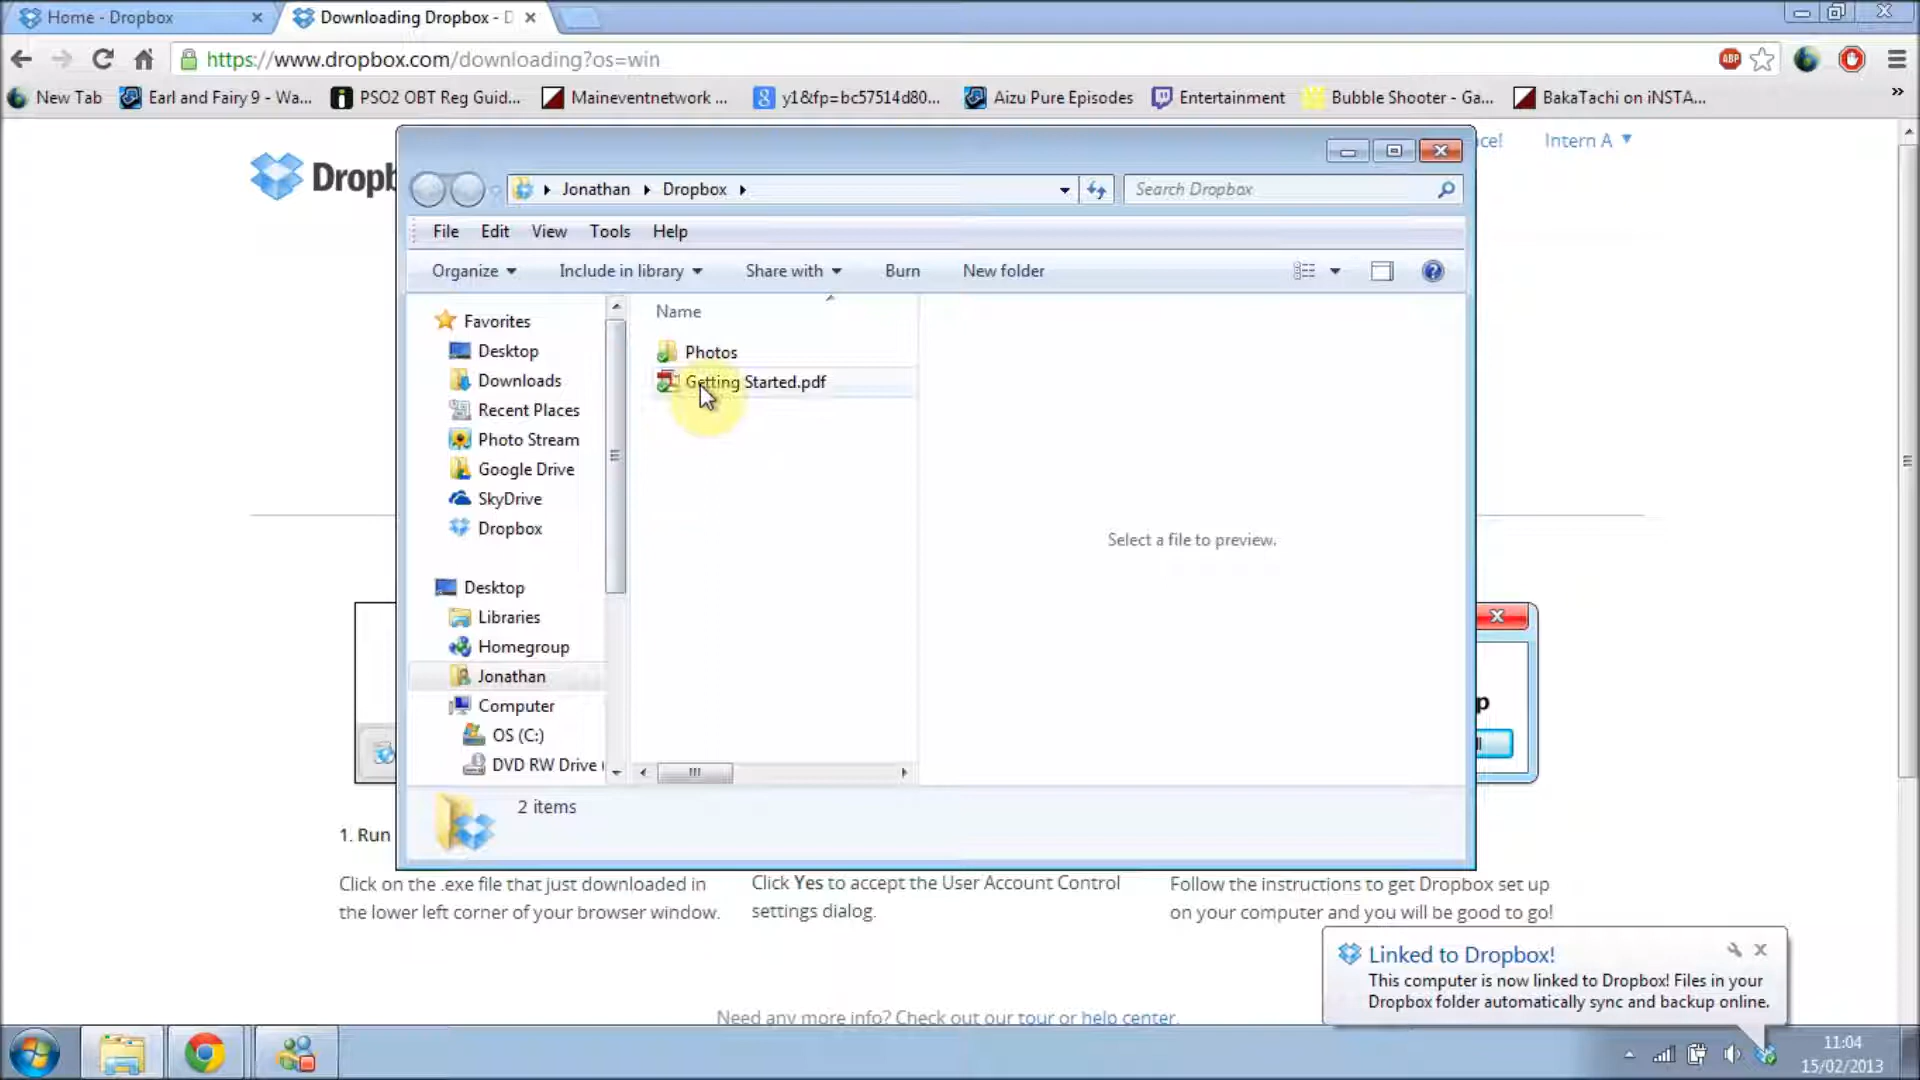 Home - Dropbox
Downloading Dropbox - D
https://www.dropbox.com/downloading?os=win
ABP
New Tab
Earl and Fairy 9 - Wa...
PSO2 OBT Reg Guid...
Maineventnetwork ...
y1&fp=bc57514d80...
Aizu Pure Episodes
Entertainment
Bubble Shooter - Ga...
BakaTachi on iNSTA...
»
Dropb
ce!
Intern A
Jonathan
Dropbox
Search Dropbox
File Edit View Tools Help
Organize
Include in library
Share with
Burn
New folder
Favorites
Desktop
Downloads
Recent Places
Photo Stream
Google Drive
SkyDrive
Dropbox
Desktop
Libraries
Homegroup
Jonathan
Computer
OS (C:)
DVD RW Drive (
Name
Photos
Getting Started.pdf
Select a file to preview.
2 items
p
ll
1. Run
Click on the .exe file that just downloaded in
the lower left corner of your browser window.
Click Yes to accept the User Account Control
settings dialog.
Follow the instructions to get Dropbox set up
on your computer and you will be good to go!
Need any more info? Check out our tour or help center.
Linked to Dropbox!
This computer is now linked to Dropbox! Files in your
Dropbox folder automatically sync and backup online.
11:04
15/02/2013